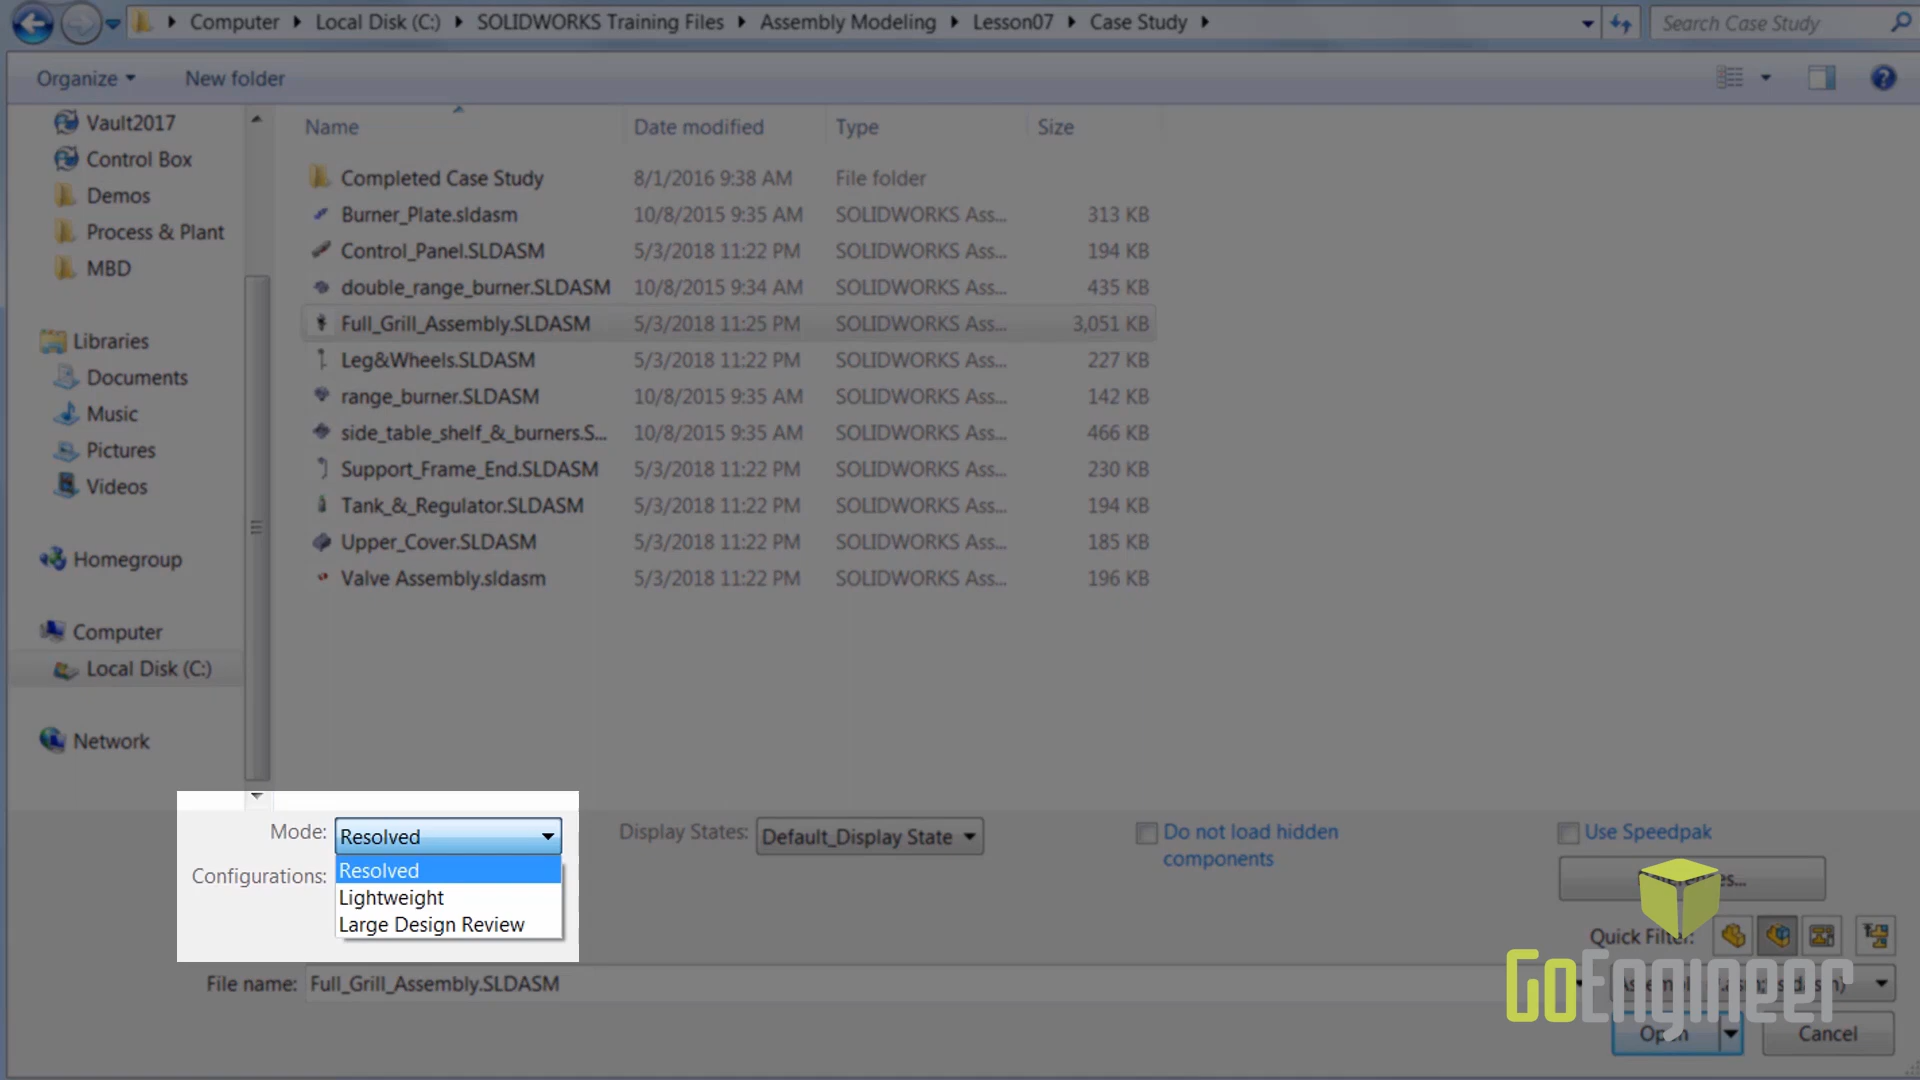 Computer Local Disk (C:) SOLIDWORKS Training Files Assembly Modeling Lesson07 Case Study Search Case Study
Organize New folder
Name Date modified Type Size
Vault2017
Control Box
Demos
Process & Plant
MBD
Libraries
Documents
Music
Pictures
Videos
Homegroup
Computer
Local Disk (C:)
Network
Completed Case Study 8/1/2016 9:38 AM File folder
Burner_Plate.sldasm 10/8/2015 9:35 AM SOLIDWORKS Ass... 313 KB
Control_Panel.SLDASM 5/3/2018 11:22 PM SOLIDWORKS Ass... 194 KB
double_range_burner.SLDASM 10/8/2015 9:34 AM SOLIDWORKS Ass... 435 KB
Full_Grill_Assembly.SLDASM 5/3/2018 11:25 PM SOLIDWORKS Ass... 3,051 KB
Leg&Wheels.SLDASM 5/3/2018 11:22 PM SOLIDWORKS Ass... 227 KB
range_burner.SLDASM 10/8/2015 9:35 AM SOLIDWORKS Ass... 142 KB
side_table_shelf_&_burners.S... 10/8/2015 9:35 AM SOLIDWORKS Ass... 466 KB
Support_Frame_End.SLDASM 5/3/2018 11:22 PM SOLIDWORKS Ass... 230 KB
Tank_&_Regulator.SLDASM 5/3/2018 11:22 PM SOLIDWORKS Ass... 194 KB
Upper_Cover.SLDASM 5/3/2018 11:22 PM SOLIDWORKS Ass... 185 KB
Valve Assembly.sldasm 5/3/2018 11:22 PM SOLIDWORKS Ass... 196 KB
Mode: Resolved Display States: Default_Display State Do not load hidden Use Speedpak
components
Configurations: Resolved
Lightweight
Large Design Review
Quick Filter:
File name: Full_Grill_Assembly.SLDASM
GoEngineer
Open Cancel